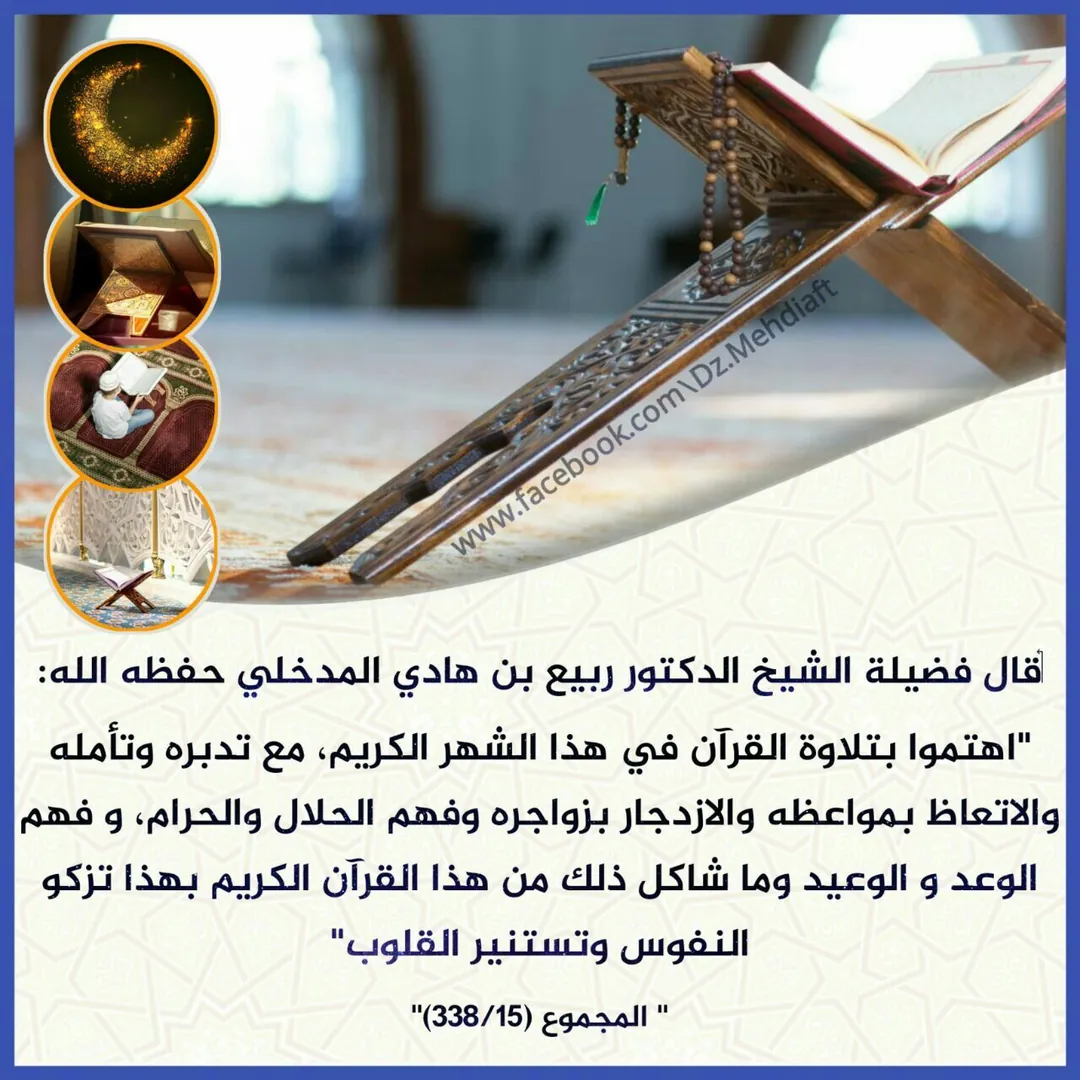 www.facebook.com\Dz.Mehdiaft
قال فضيلة الشيخ الدكتور ربيع بن هادي المدخلي حفظه الله:
"اهتموا بتلاوة القرآن في هذا الشهر الكريم، مع تدبره وتأمله
والاتعاظ بمواعظه والازدجار بزواجره وفهم الحلال والحرام، و فهم
الوعد و الوعيد وما شاكل ذلك من هذا القرآن الكريم بهذا تزكو
النفوس وتستنير القلوب"
" المجموع (338/15)"